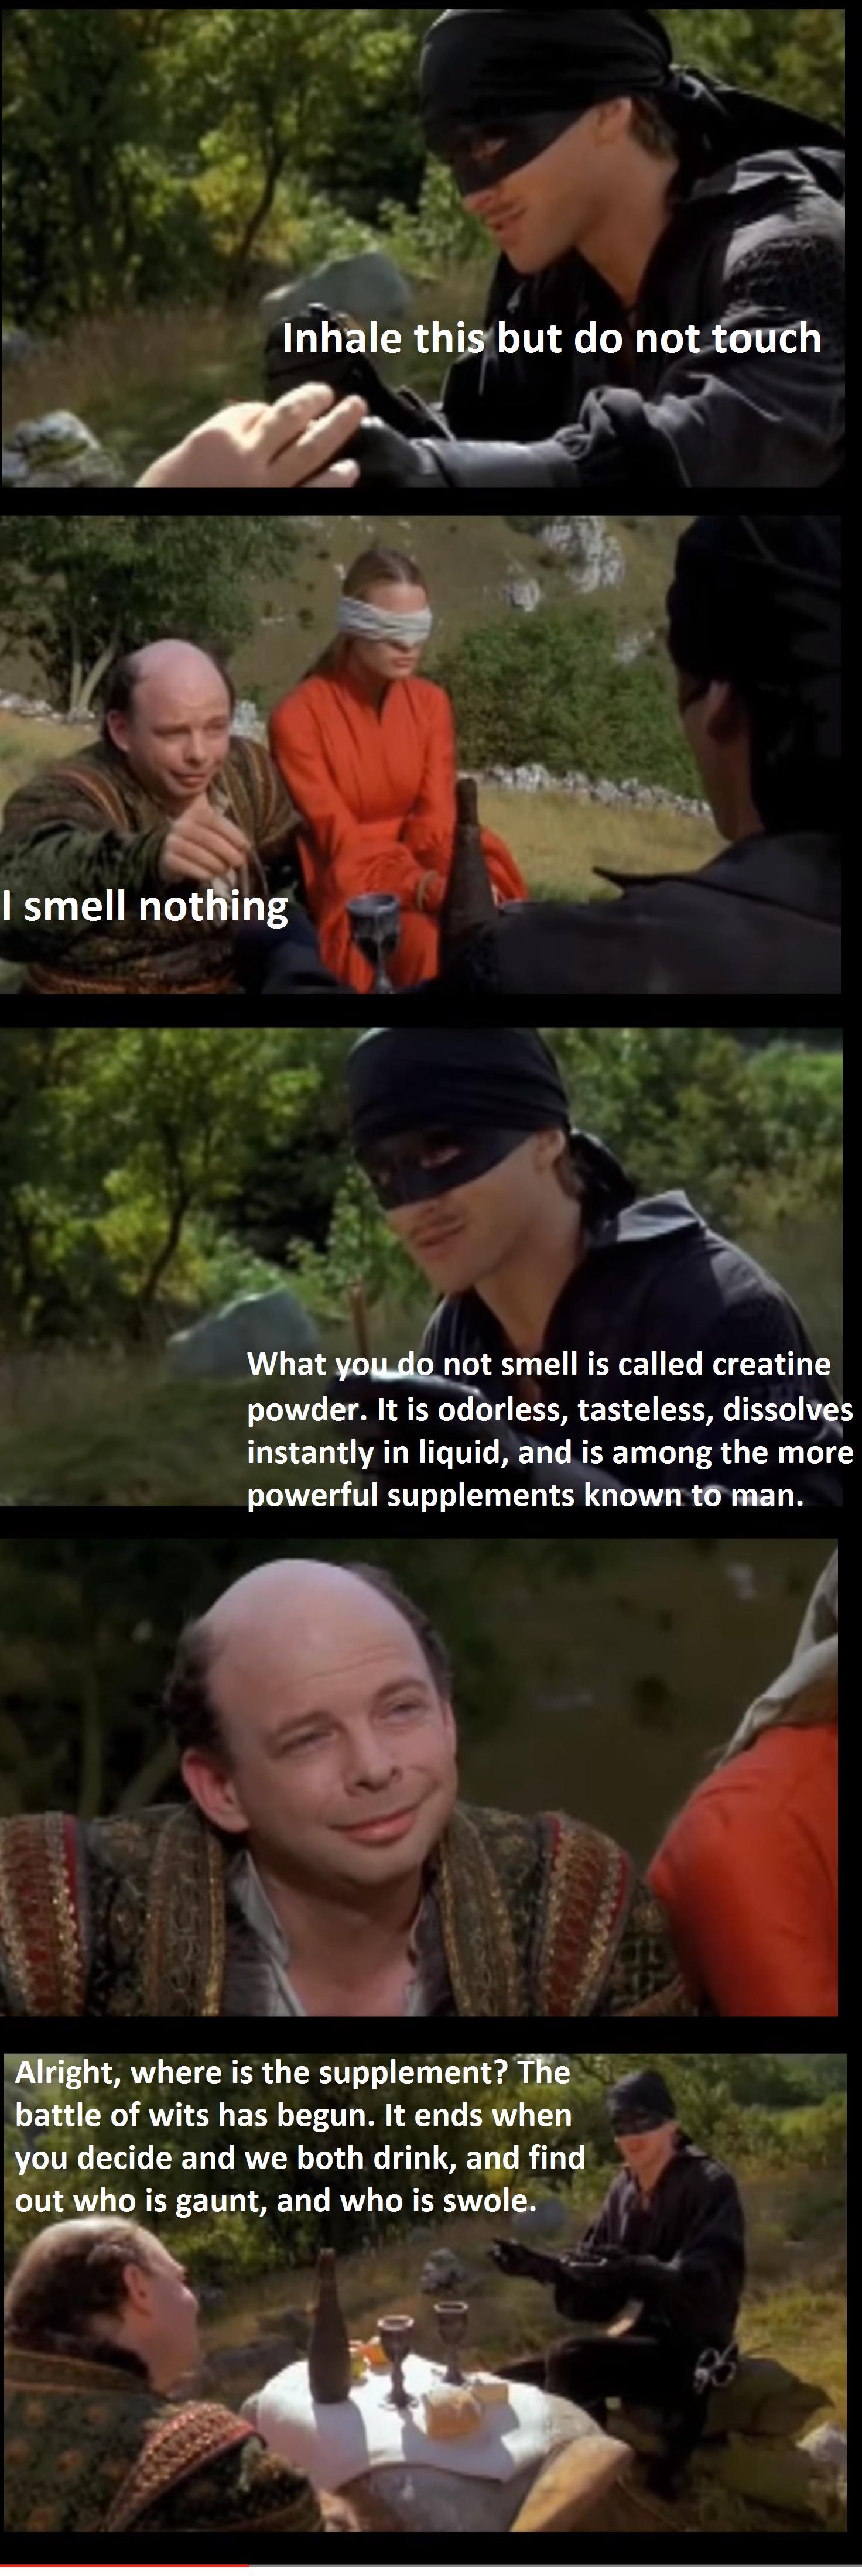 Inhale this but do not touch
I smell nothing
What you do not smell is called creatine
powder. It is odorless, tasteless, dissolves
instantly in liquid, and is among the more
powerful supplements known to man.
Alright, where is the supplement? The
battle of wits has begun. It ends when
you decide and we both drink, and find
out who is gaunt, and who is swole.